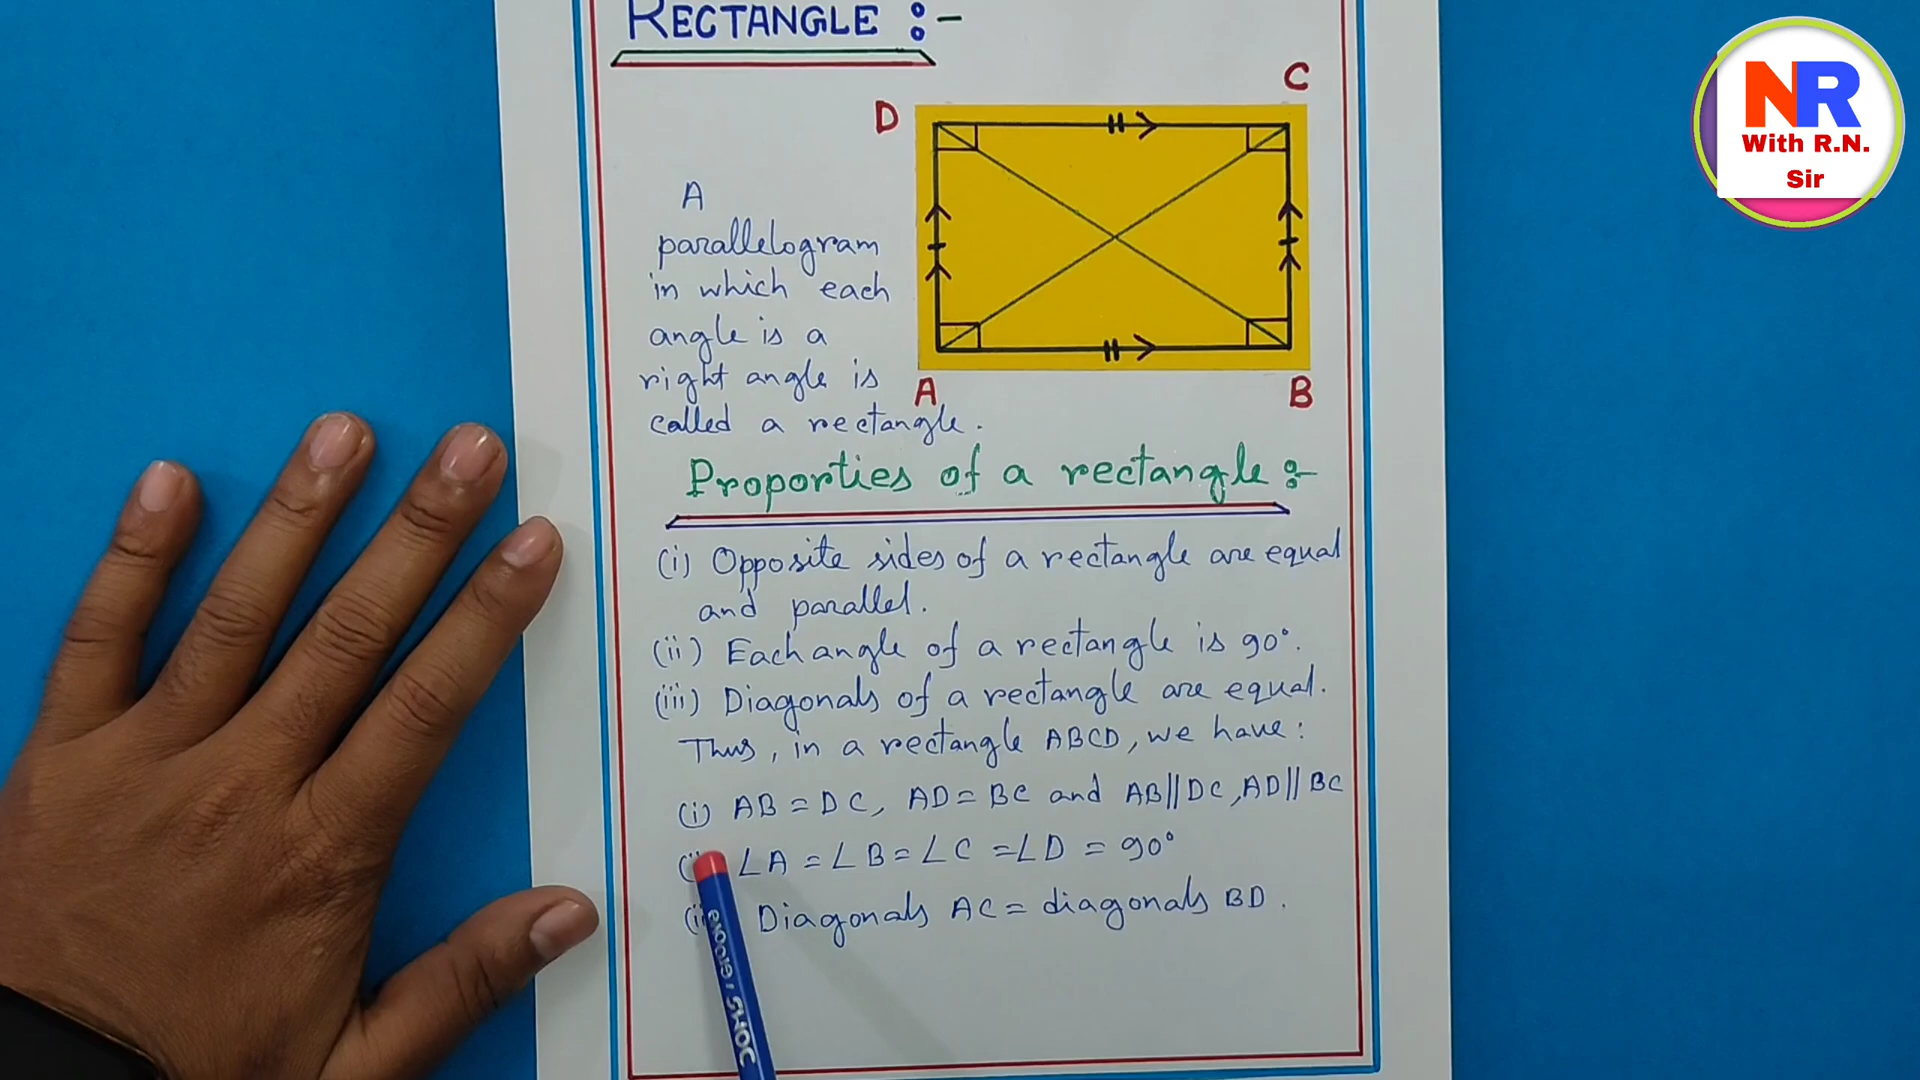 RECTANGLE :-
C
D
A
parallelogram
in which each
angle is a
right angle is
called a rectangle.
A
B
Proporties of a rectangle :-
(i) Opposite sides of a rectangle are equal
and parallel.
(ii) Each angle of a rectangle is 90°.
(iii) Diagonals of a rectangle are equal.
Thus, in a rectangle ABCD, we have:
(i) AB = DC, AD = BC and AB||DC, AD||BC
∠A = ∠B = ∠C = ∠D = 90°
Diagonals AC = diagonals BD.
NR
With R.N.
Sir